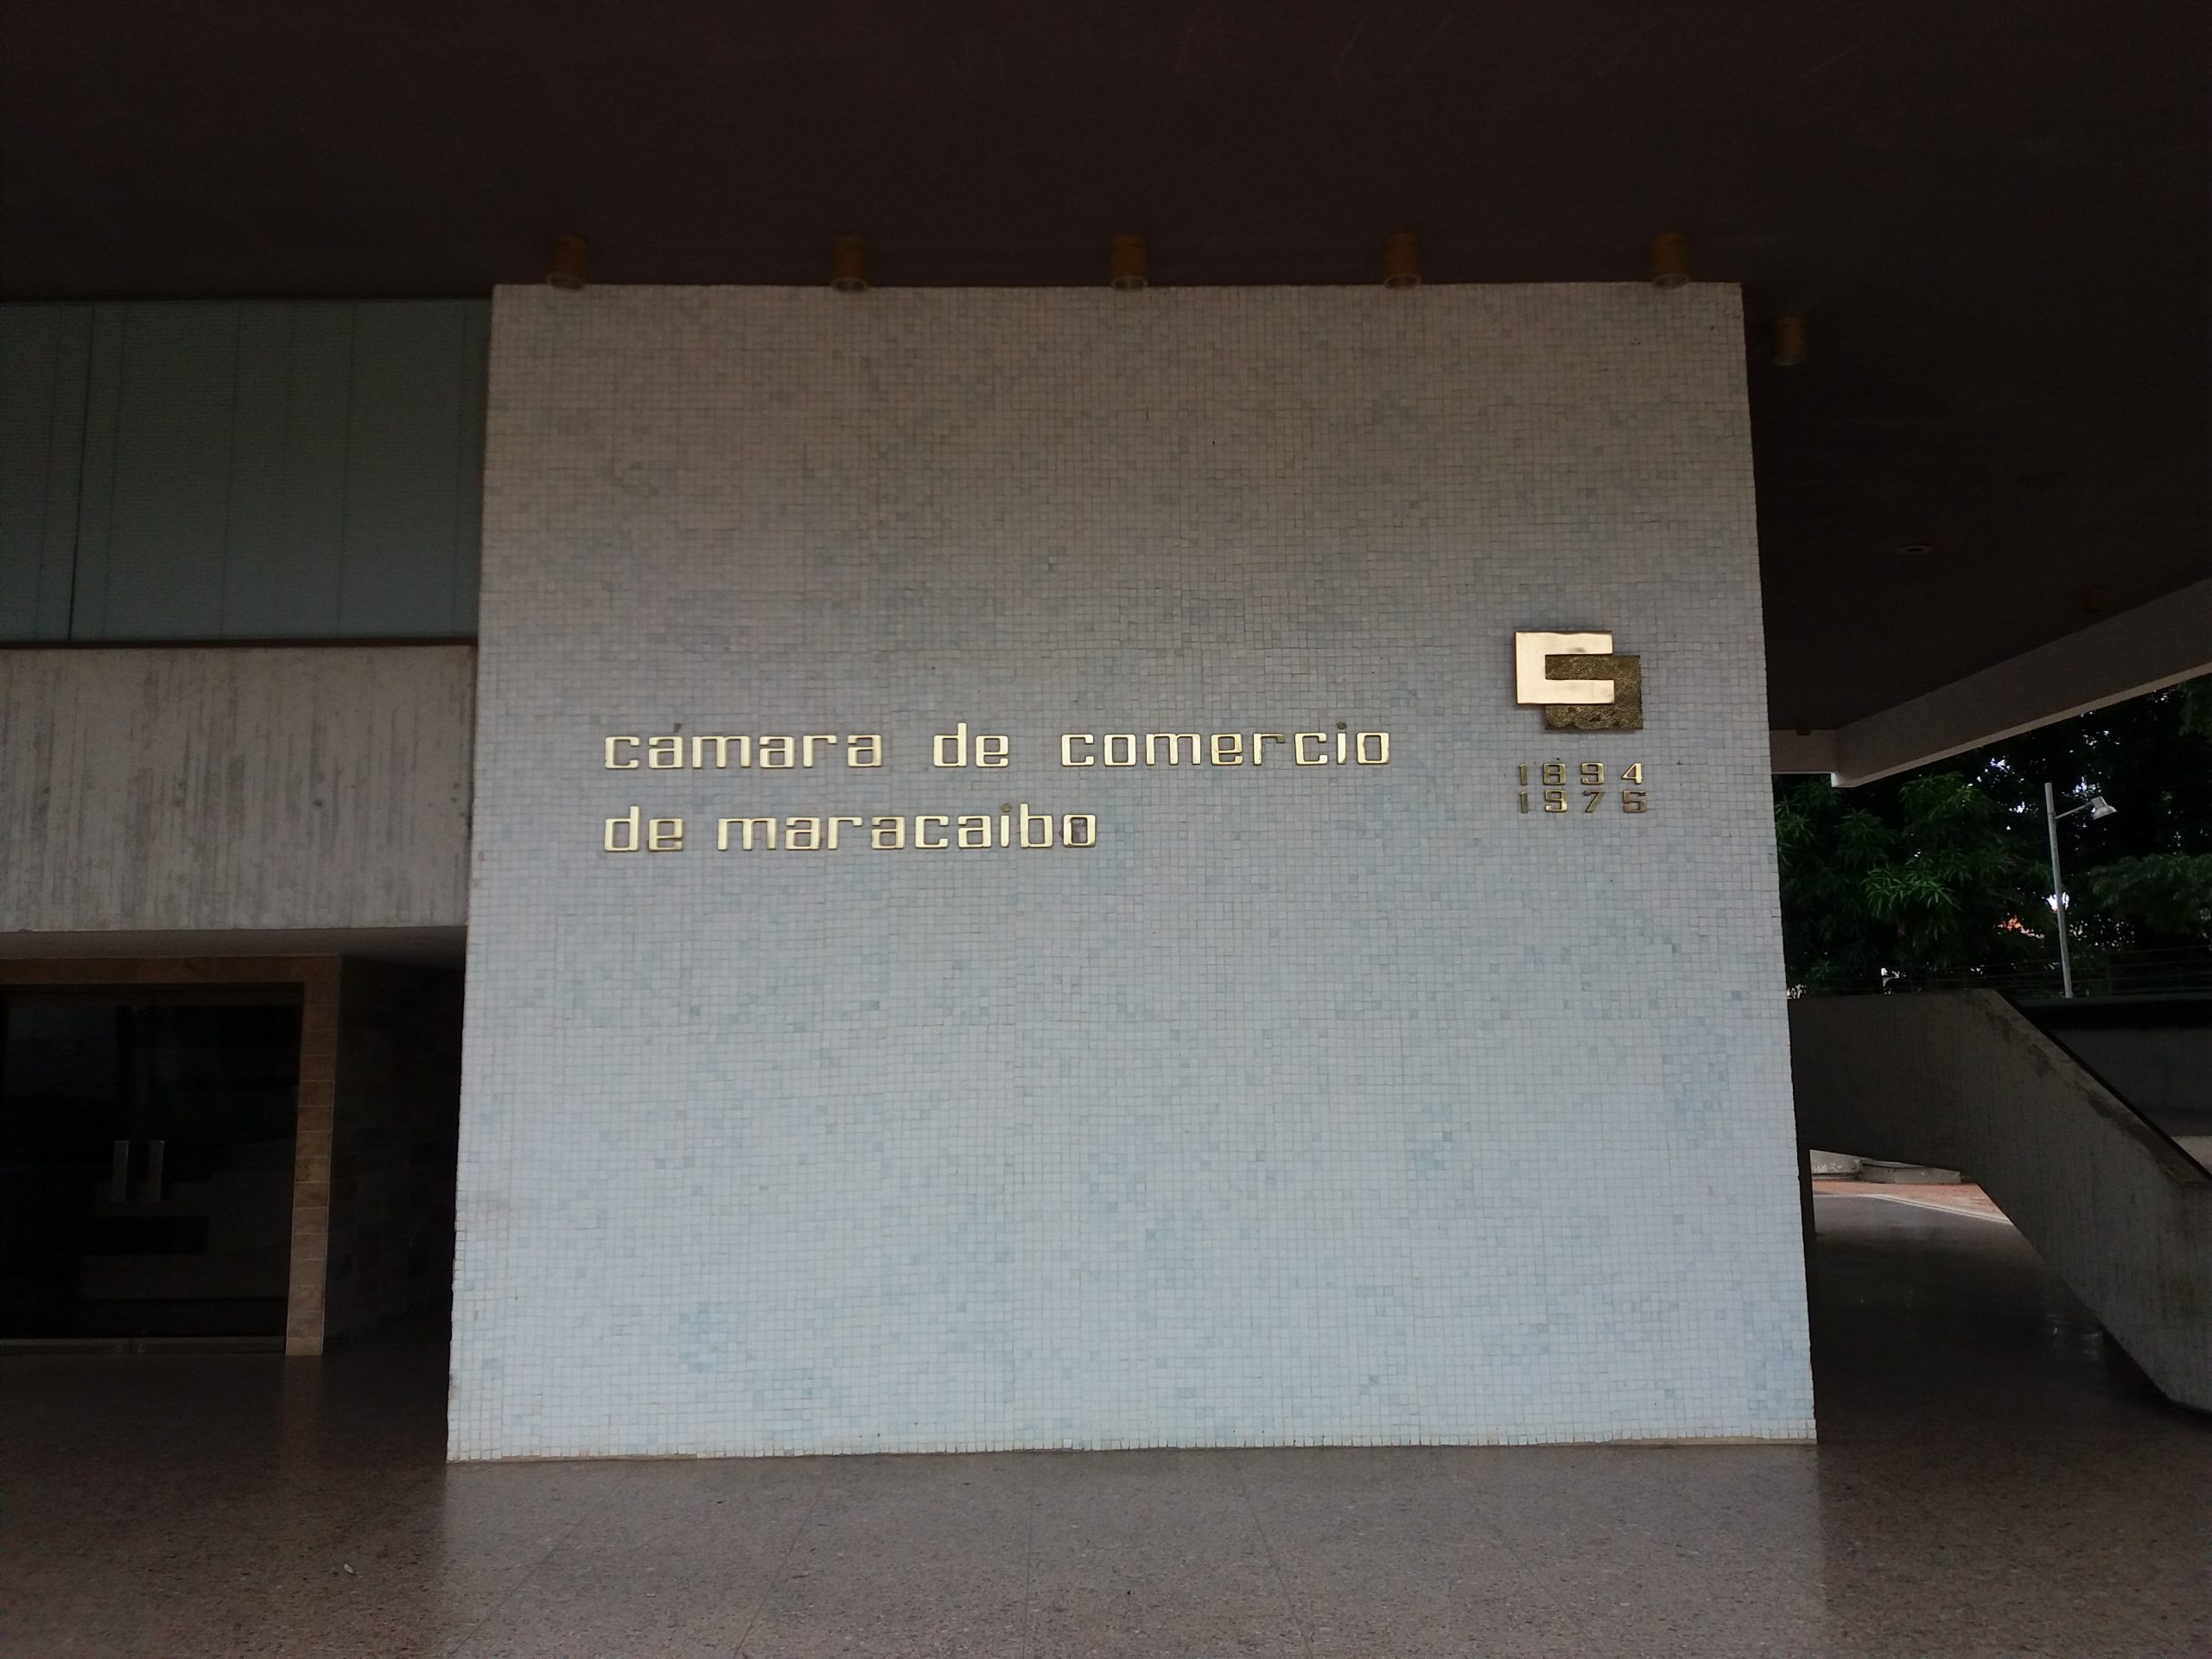 cámara de comercio
de maracaibo
1894
1975